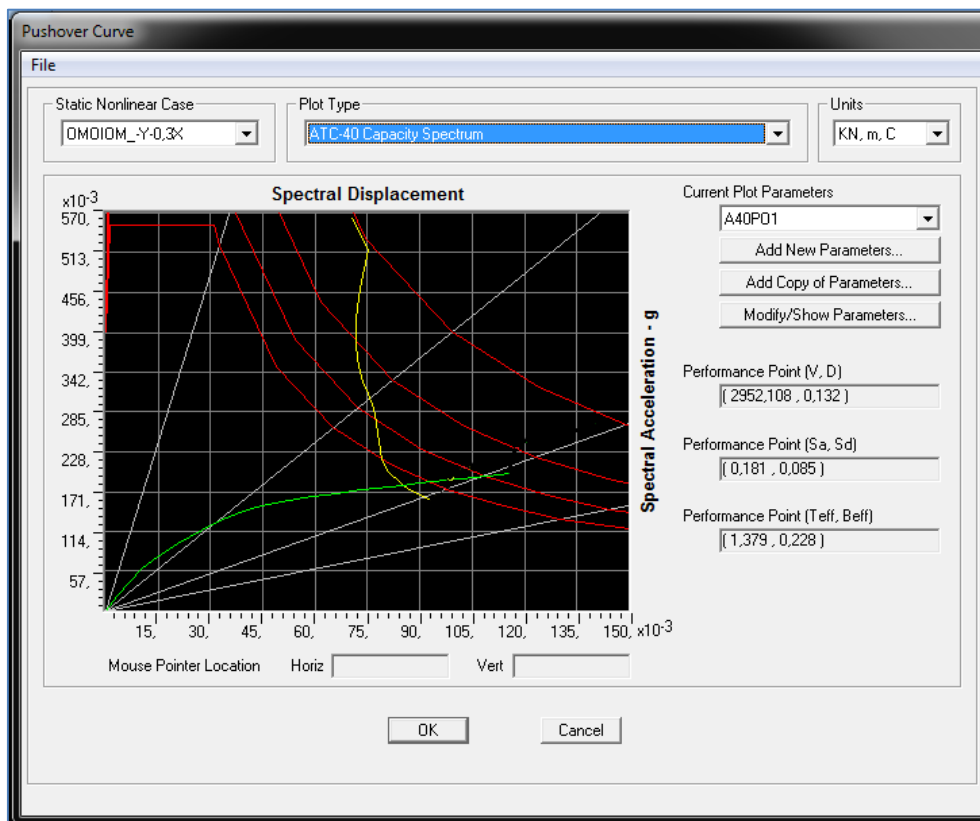 Pushover Curve
File
Static Nonlinear Case
OMOIOM_-Y-0,3X
Plot Type
ATC-40 Capacity Spectrum
Units
KN, m, C
Spectral Displacement
x10-3
570,
513,
456,
399,
342,
285,
228,
171,
114,
57,
15, 30, 45, 60, 75, 90, 105, 120, 135, 150, x10-3
Spectral Acceleration - g
Mouse Pointer Location Horiz Vert
Current Plot Parameters
A40PO1
Add New Parameters...
Add Copy of Parameters...
Modify/Show Parameters...
Performance Point (V, D)
( 2952,108 , 0,132 )
Performance Point (Sa, Sd)
( 0,181 , 0,085 )
Performance Point (Teff, Beff)
( 1,379 , 0,228 )
OK Cancel